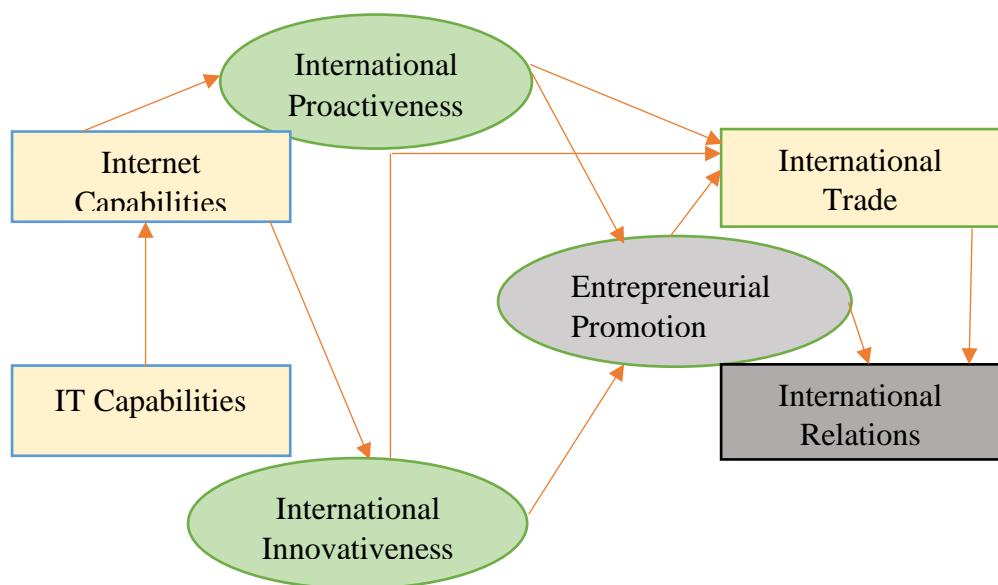 International
Proactiveness
Internet
Capabilities
International
Trade
Entrepreneurial
Promotion
IT Capabilities
International
Relations
International
Innovativeness